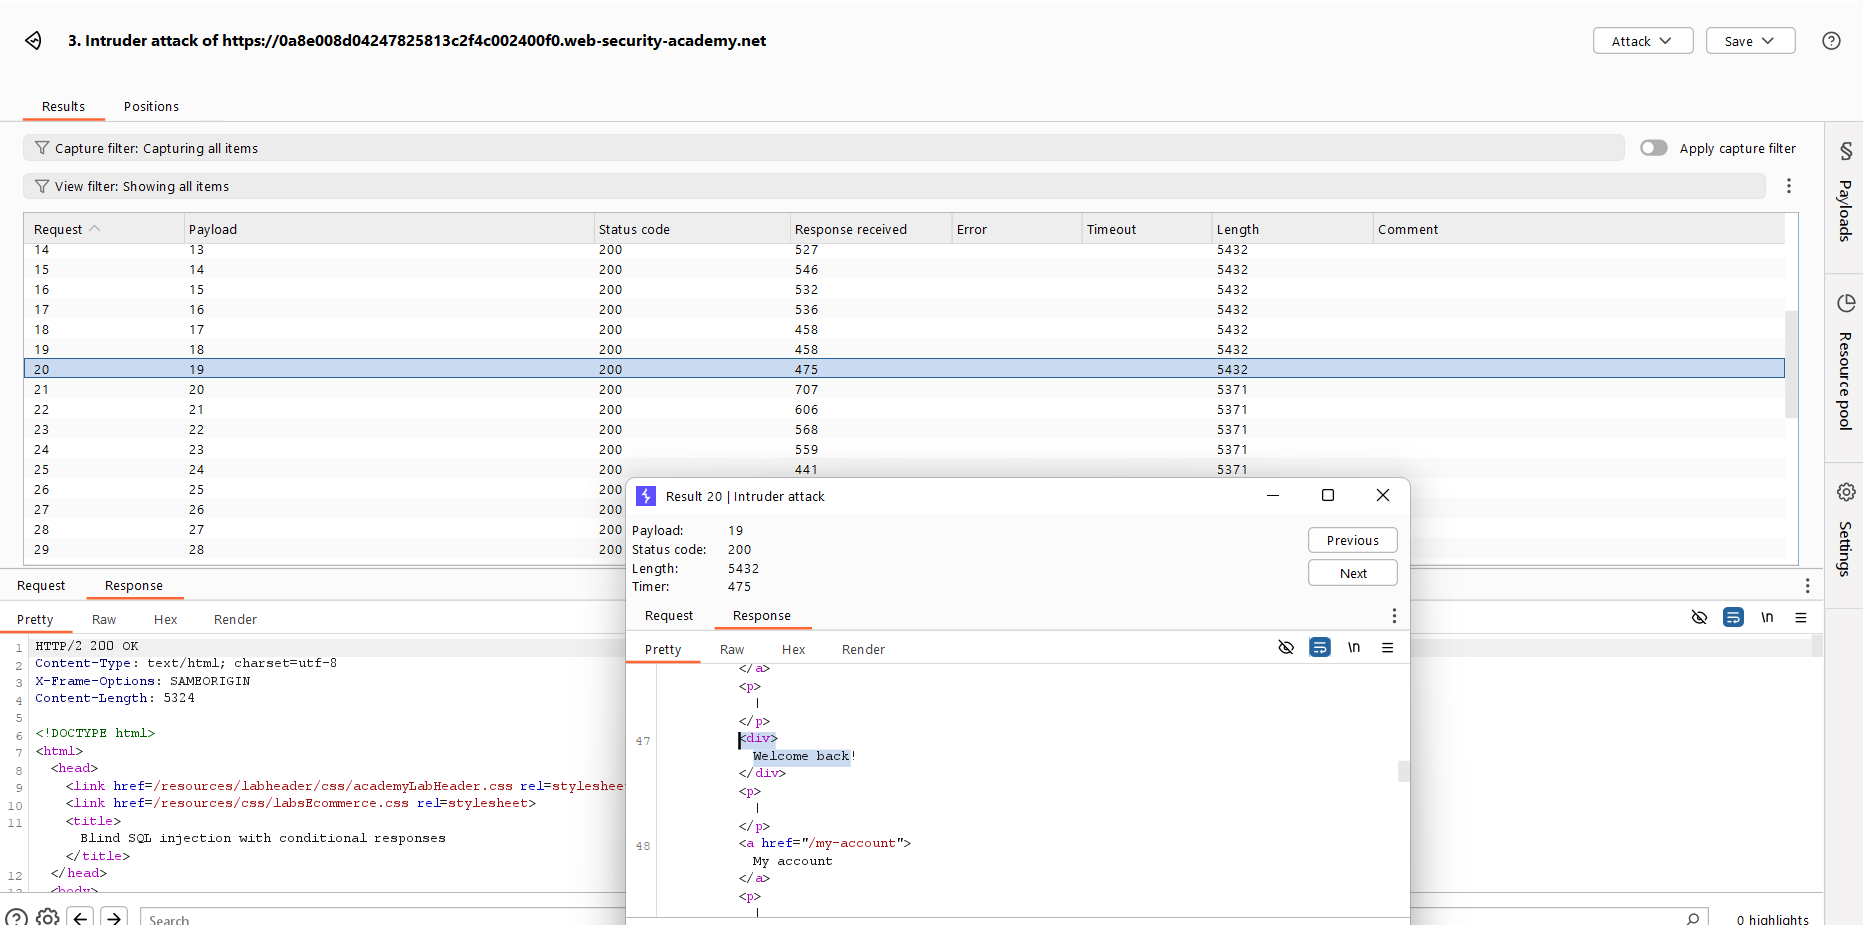 3. Intruder attack of https://0a8e008d04247825813c2f4c002400f0.web-security-academy.net
Attack
Save
Results Positions
Capture filter: Capturing all items
Apply capture filter
View filter: Showing all items
Request Payload Status code Response received Error Timeout Length Comment
14 13 200 527 5432
15 14 200 546 5432
16 15 200 532 5432
17 16 200 536 5432
18 17 200 458 5432
19 18 200 458 5432
20 19 200 475 5432
21 20 200 707 5371
22 21 200 606 5371
23 22 200 568 5371
24 23 200 559 5371
25 24 200 441 5371
26 25 200
27 26 200
28 27 200
29 28 200
Payloads
Resource pool
Settings
Request Response
Pretty Raw Hex Render
\n
1 HTTP/2 200 OK
2 Content-Type: text/html; charset=utf-8
3 X-Frame-Options: SAMEORIGIN
4 Content-Length: 5324
5
6 <!DOCTYPE html>
7 <html>
8 <head>
9 <link href=/resources/labheader/css/academyLabHeader.css rel=stylesheet
10 <link href=/resources/css/labsEcommerce.css rel=stylesheet>
11 <title>
Blind SQL injection with conditional responses
</title>
12 </head>
13 <body>
Search
0 highlights
Result 20 | Intruder attack
Payload: 19
Status code: 200
Length: 5432
Timer: 475
Previous
Next
Request Response
Pretty Raw Hex Render
\n
</a>
<p>
|
</p>
47 <div>
Welcome back!
</div>
<p>
|
</p>
48 <a href="/my-account">
My account
</a>
<p>
|